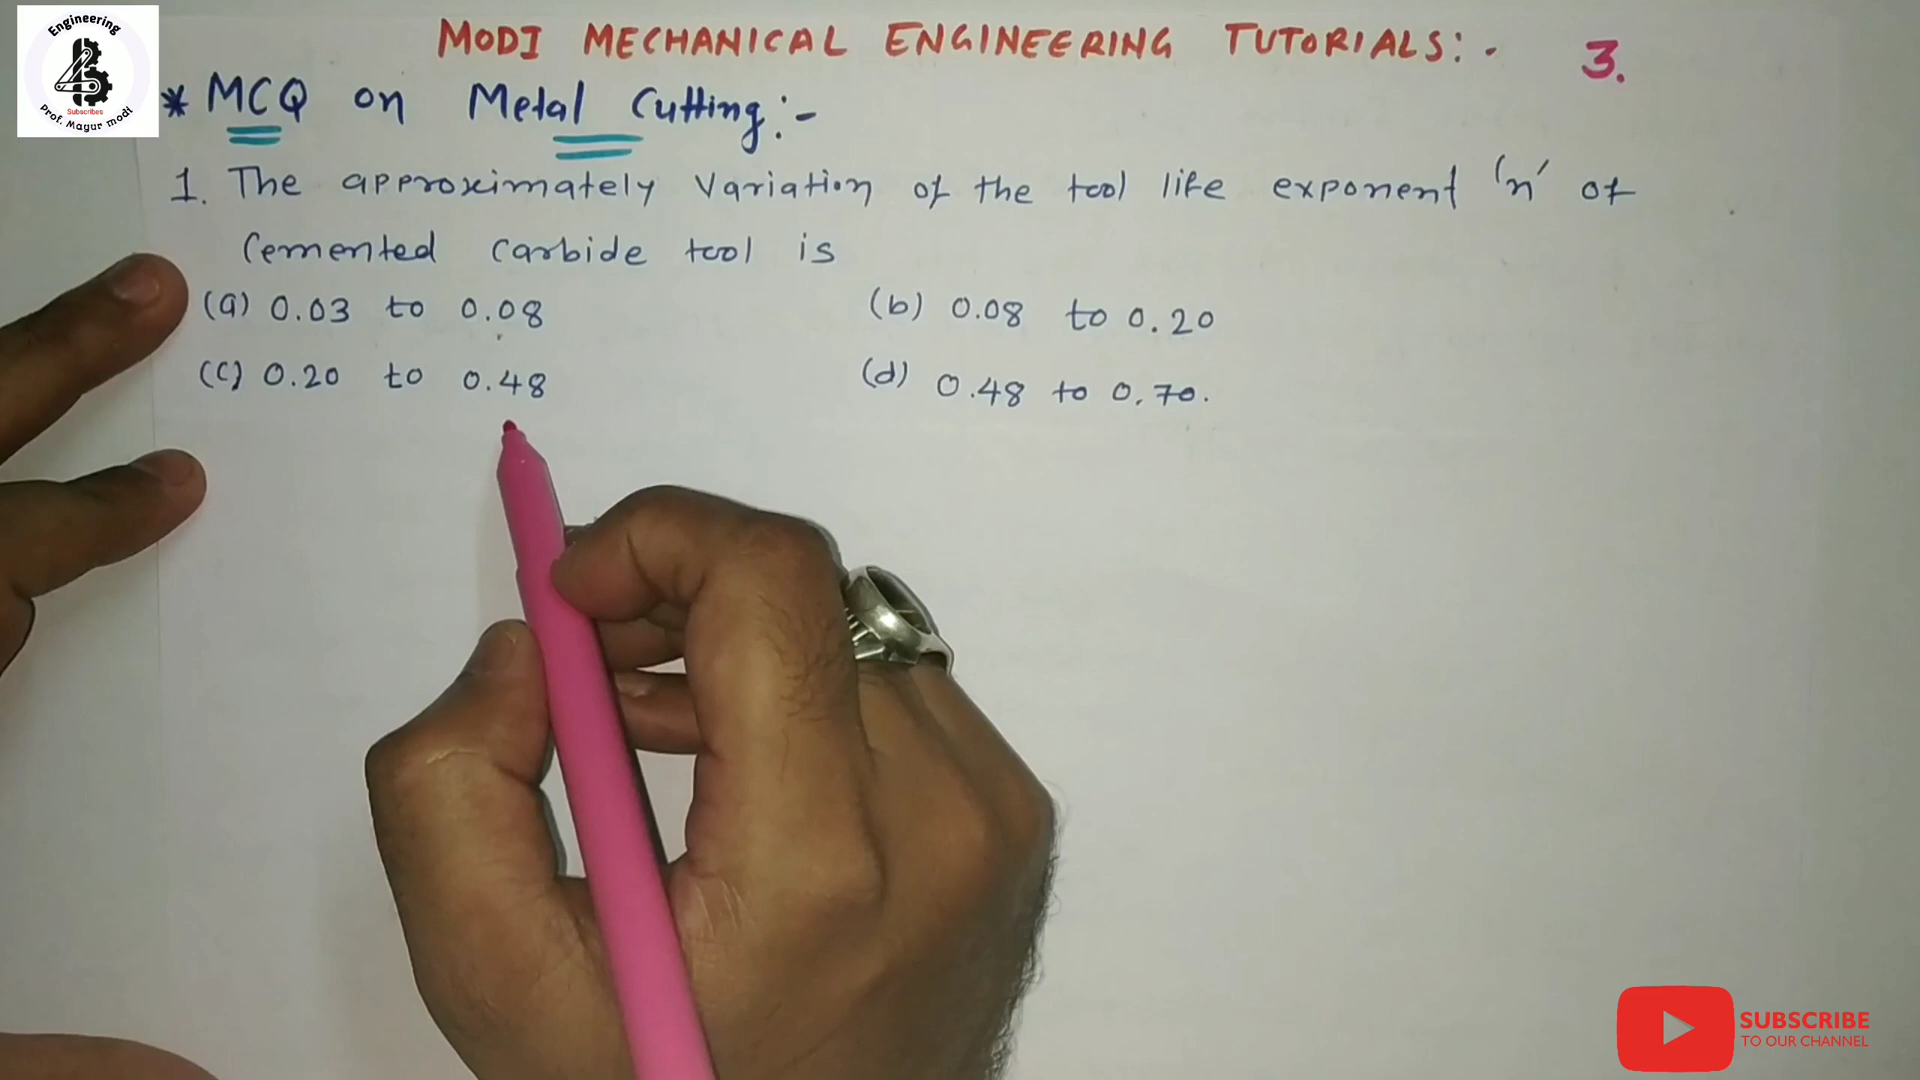 Engineering
Subscribes
Prof. Mayur modi
MODI MECHANICAL ENGINEERING TUTORIALS:- 3.
* MCQ on Metal Cutting:-
1. The approximately variation of the tool life exponent 'n' of
Cemented carbide tool is
(a) 0.03 to 0.08 (b) 0.08 to 0.20
(c) 0.20 to 0.48 (d) 0.48 to 0.70.
SUBSCRIBE
TO OUR CHANNEL